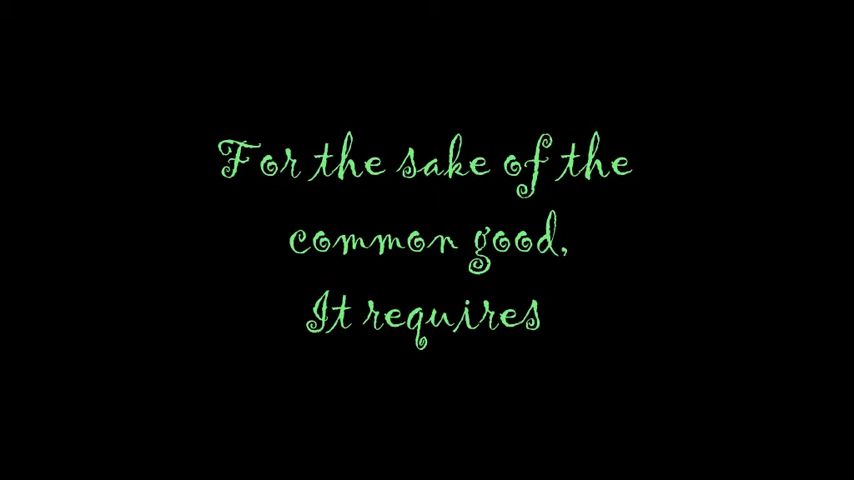 For the sake of the
common good,
It requires